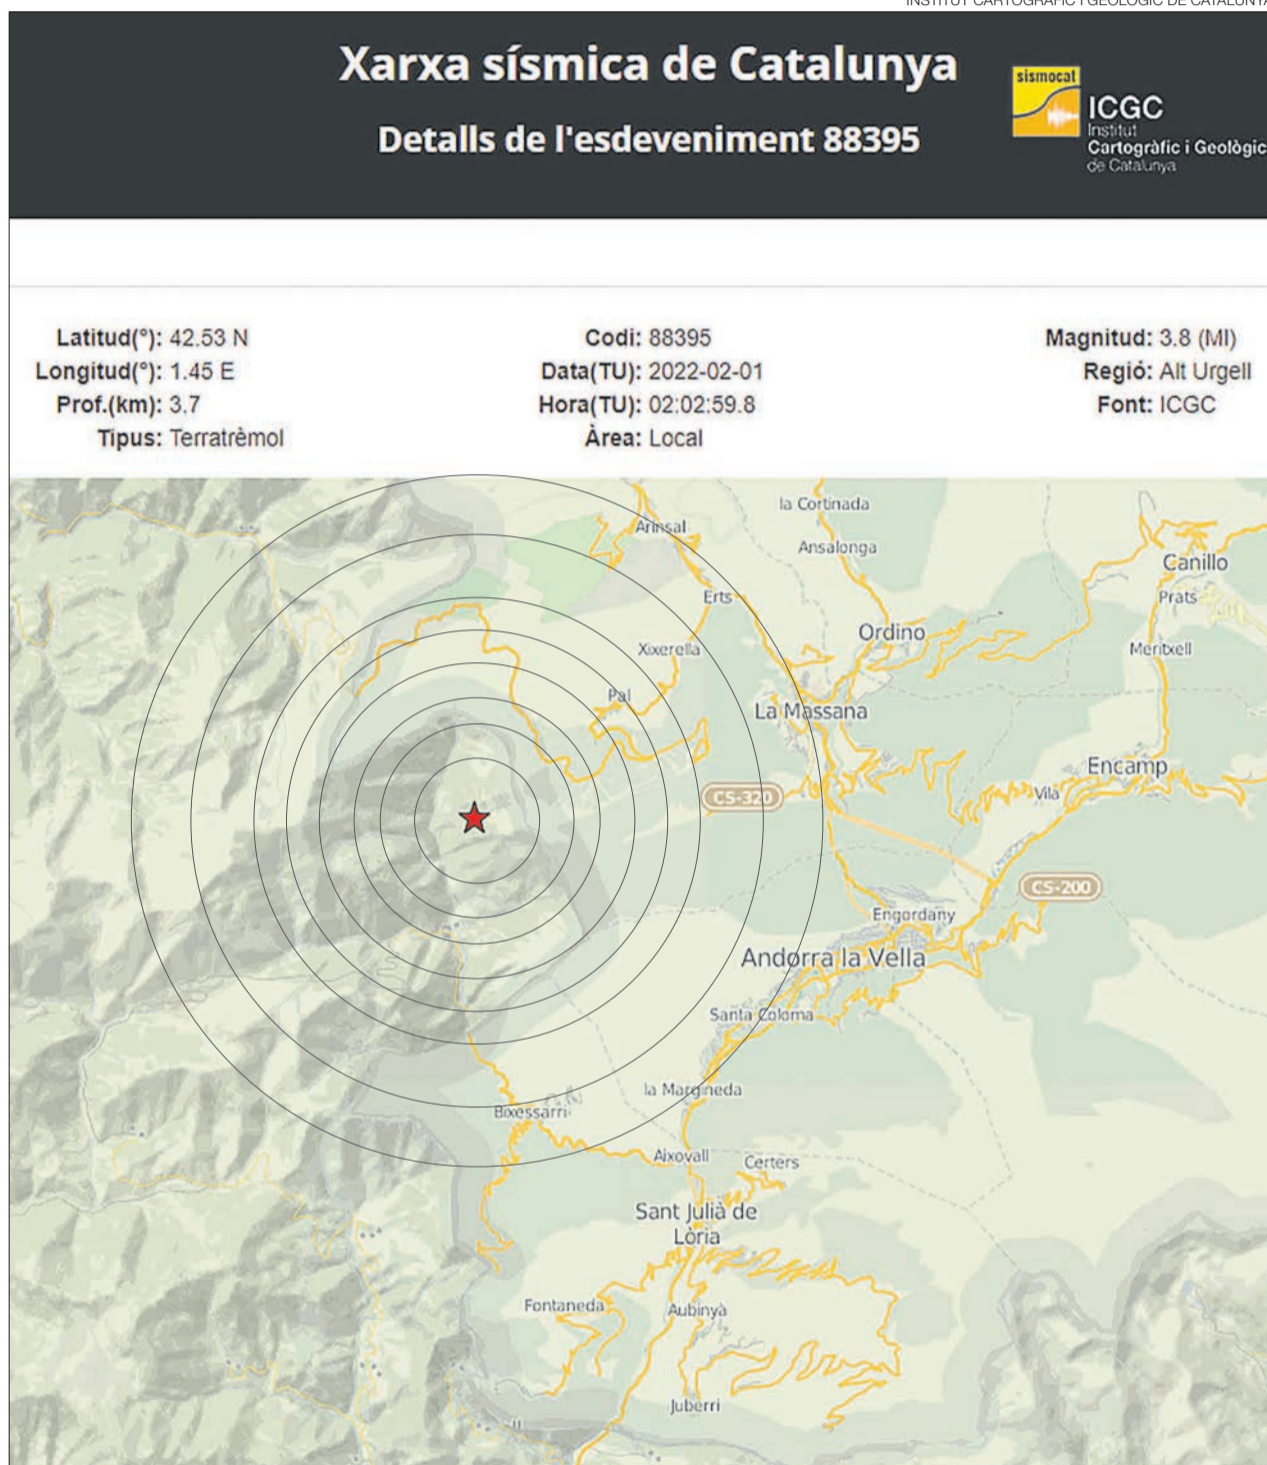 INSTITUT CARTOGRÀFIC I GEOLÒGIC DE CATALUNYA
Xarxa sísmica de Catalunya
Detalls de l'esdeveniment 88395
sismocat
ICGC
Institut
Cartogràfic i Geològic
de Catalunya
Latitud(°): 42.53 N
Longitud(°): 1.45 E
Prof.(km): 3.7
Tipus: Terratrèmol
Codi: 88395
Data(TU): 2022-02-01
Hora(TU): 02:02:59.8
Àrea: Local
Magnitud: 3.8 (Ml)
Regió: Alt Urgell
Font: ICGC
la Cortinada
Arinsal
Ansalonga
Canillo
Erts
Prats
Ordino
Xixerella
Meritxell
Pal
La Massana
Encamp
CS-320
Vila
CS-200
Engordany
Andorra la Vella
Santa Coloma
la Margineda
Bixessarri
Aixovall
Certers
Sant Julià de
Lòria
Fontaneda
Aubinyà
Juberri